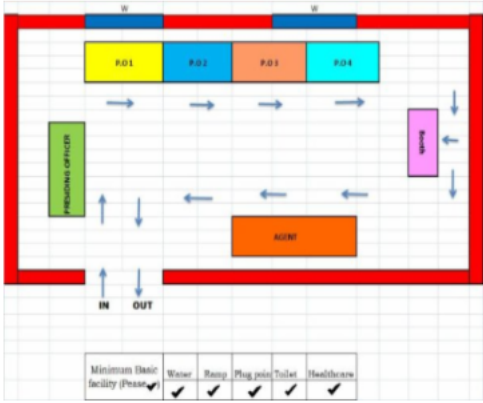 W W
P.O 1 P.O 2 P.O 3 P.O 4
PRESIDING OFFICER
Booth
AGENT
IN OUT
Minimum Basic Water Ramp Plug poin Toilet Healthcare
facility (Pease ✔) ✔ ✔ ✔ ✔ ✔